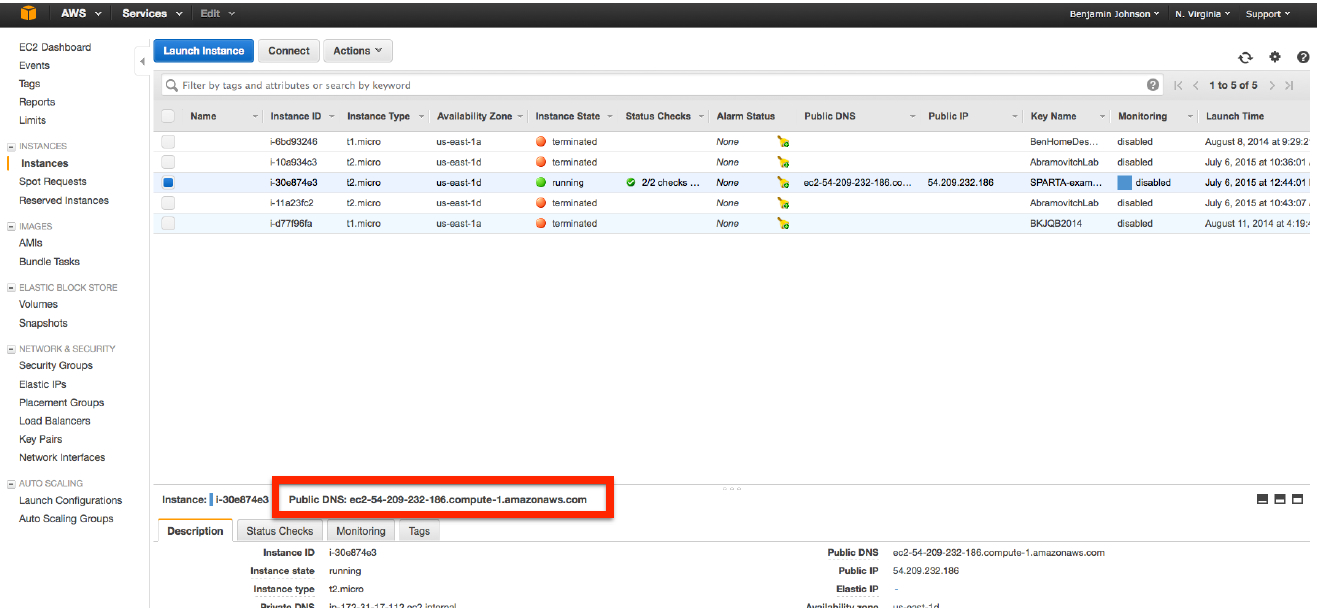 AWS Services Edit Benjamin Johnson N. Virginia Support
EC2 Dashboard
Events
Tags
Reports
Limits
INSTANCES
Instances
Spot Requests
Reserved Instances
IMAGES
AMIs
Bundle Tasks
ELASTIC BLOCK STORE
Volumes
Snapshots
NETWORK & SECURITY
Security Groups
Elastic IPs
Placement Groups
Load Balancers
Key Pairs
Network Interfaces
AUTO SCALING
Launch Configurations
Auto Scaling Groups
Launch Instance Connect Actions
Filter by tags and attributes or search by keyword 1 to 5 of 5
Name Instance ID Instance Type Availability Zone Instance State Status Checks Alarm Status Public DNS Public IP Key Name Monitoring Launch Time
i-6bd93246 t1.micro us-east-1a terminated None BenHomeDes... disabled August 8, 2014 at 9:29:2
i-10a934c3 t2.micro us-east-1d terminated None AbramovitchLab disabled July 6, 2015 at 10:36:01
i-30e874e3 t2.micro us-east-1d running 2/2 checks ... None ec2-54-209-232-186.co... 54.209.232.186 SPARTA-exam... disabled July 6, 2015 at 12:44:01
i-11a23fc2 t2.micro us-east-1d terminated None AbramovitchLab disabled July 6, 2015 at 10:43:07
i-d77f96fa t1.micro us-east-1a terminated None BKJQB2014 disabled August 11, 2014 at 4:19:4
Instance: i-30e874e3 Public DNS: ec2-54-209-232-186.compute-1.amazonaws.com
Description Status Checks Monitoring Tags
Instance ID i-30e874e3 Public DNS ec2-54-209-232-186.compute-1.amazonaws.com
Instance state running Public IP 54.209.232.186
Instance type t2.micro Elastic IP -
Private DNS ip-172-31-17-112.ec2.internal Availability zone us-east-1d